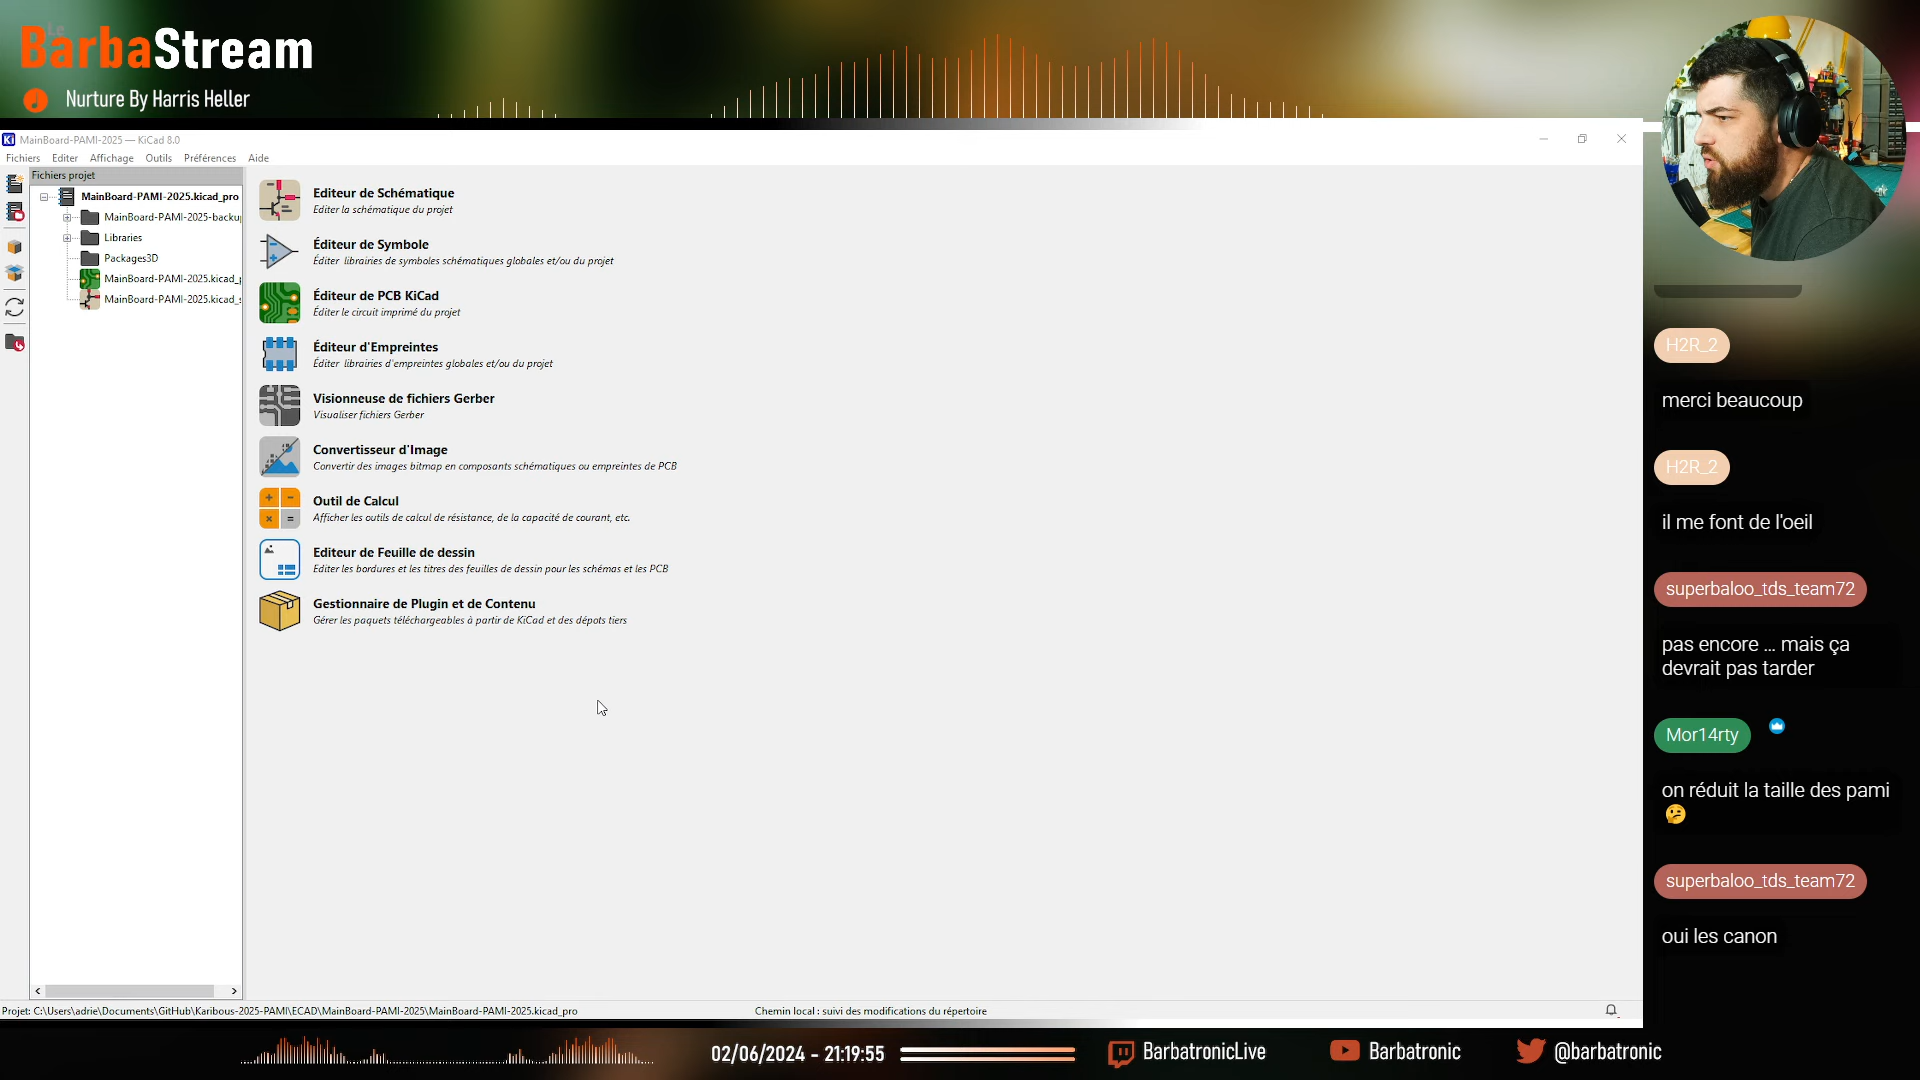 Le
BarbaStream
Nurture By Harris Heller
MainBoard-PAMI-2025 — KiCad 8.0
Fichiers Editer Affichage Outils Préférences Aide
Fichiers projet
MainBoard-PAMI-2025.kicad_pro
MainBoard-PAMI-2025-backu
Libraries
Packages3D
MainBoard-PAMI-2025.kicad_p
MainBoard-PAMI-2025.kicad_s
Editeur de Schématique
Editer la schématique du projet
Éditeur de Symbole
Éditer librairies de symboles schématiques globales et/ou du projet
Éditeur de PCB KiCad
Éditer le circuit imprimé du projet
Éditeur d'Empreintes
Éditer librairies d'empreintes globales et/ou du projet
Visionneuse de fichiers Gerber
Visualiser fichiers Gerber
Convertisseur d'Image
Convertir des images bitmap en composants schématiques ou empreintes de PCB
Outil de Calcul
Afficher les outils de calcul de résistance, de la capacité de courant, etc.
Editeur de Feuille de dessin
Editer les bordures et les titres des feuilles de dessin pour les schémas et les PCB
Gestionnaire de Plugin et de Contenu
Gérer les paquets téléchargeables à partir de KiCad et des dépots tiers
Projet: C:\Users\adrie\Documents\GitHub\Karibous-2025-PAMI\ECAD\MainBoard-PAMI-2025\MainBoard-PAMI-2025.kicad_pro
Chemin local : suivi des modifications du répertoire
H2R_2
merci beaucoup
H2R_2
il me font de l'oeil
superbaloo_tds_team72
pas encore ... mais ça
devrait pas tarder
Mor14rty
on réduit la taille des pami
🤔
superbaloo_tds_team72
oui les canon
02/06/2024 - 21:19:55
BarbatronicLive
Barbatronic
@barbatronic